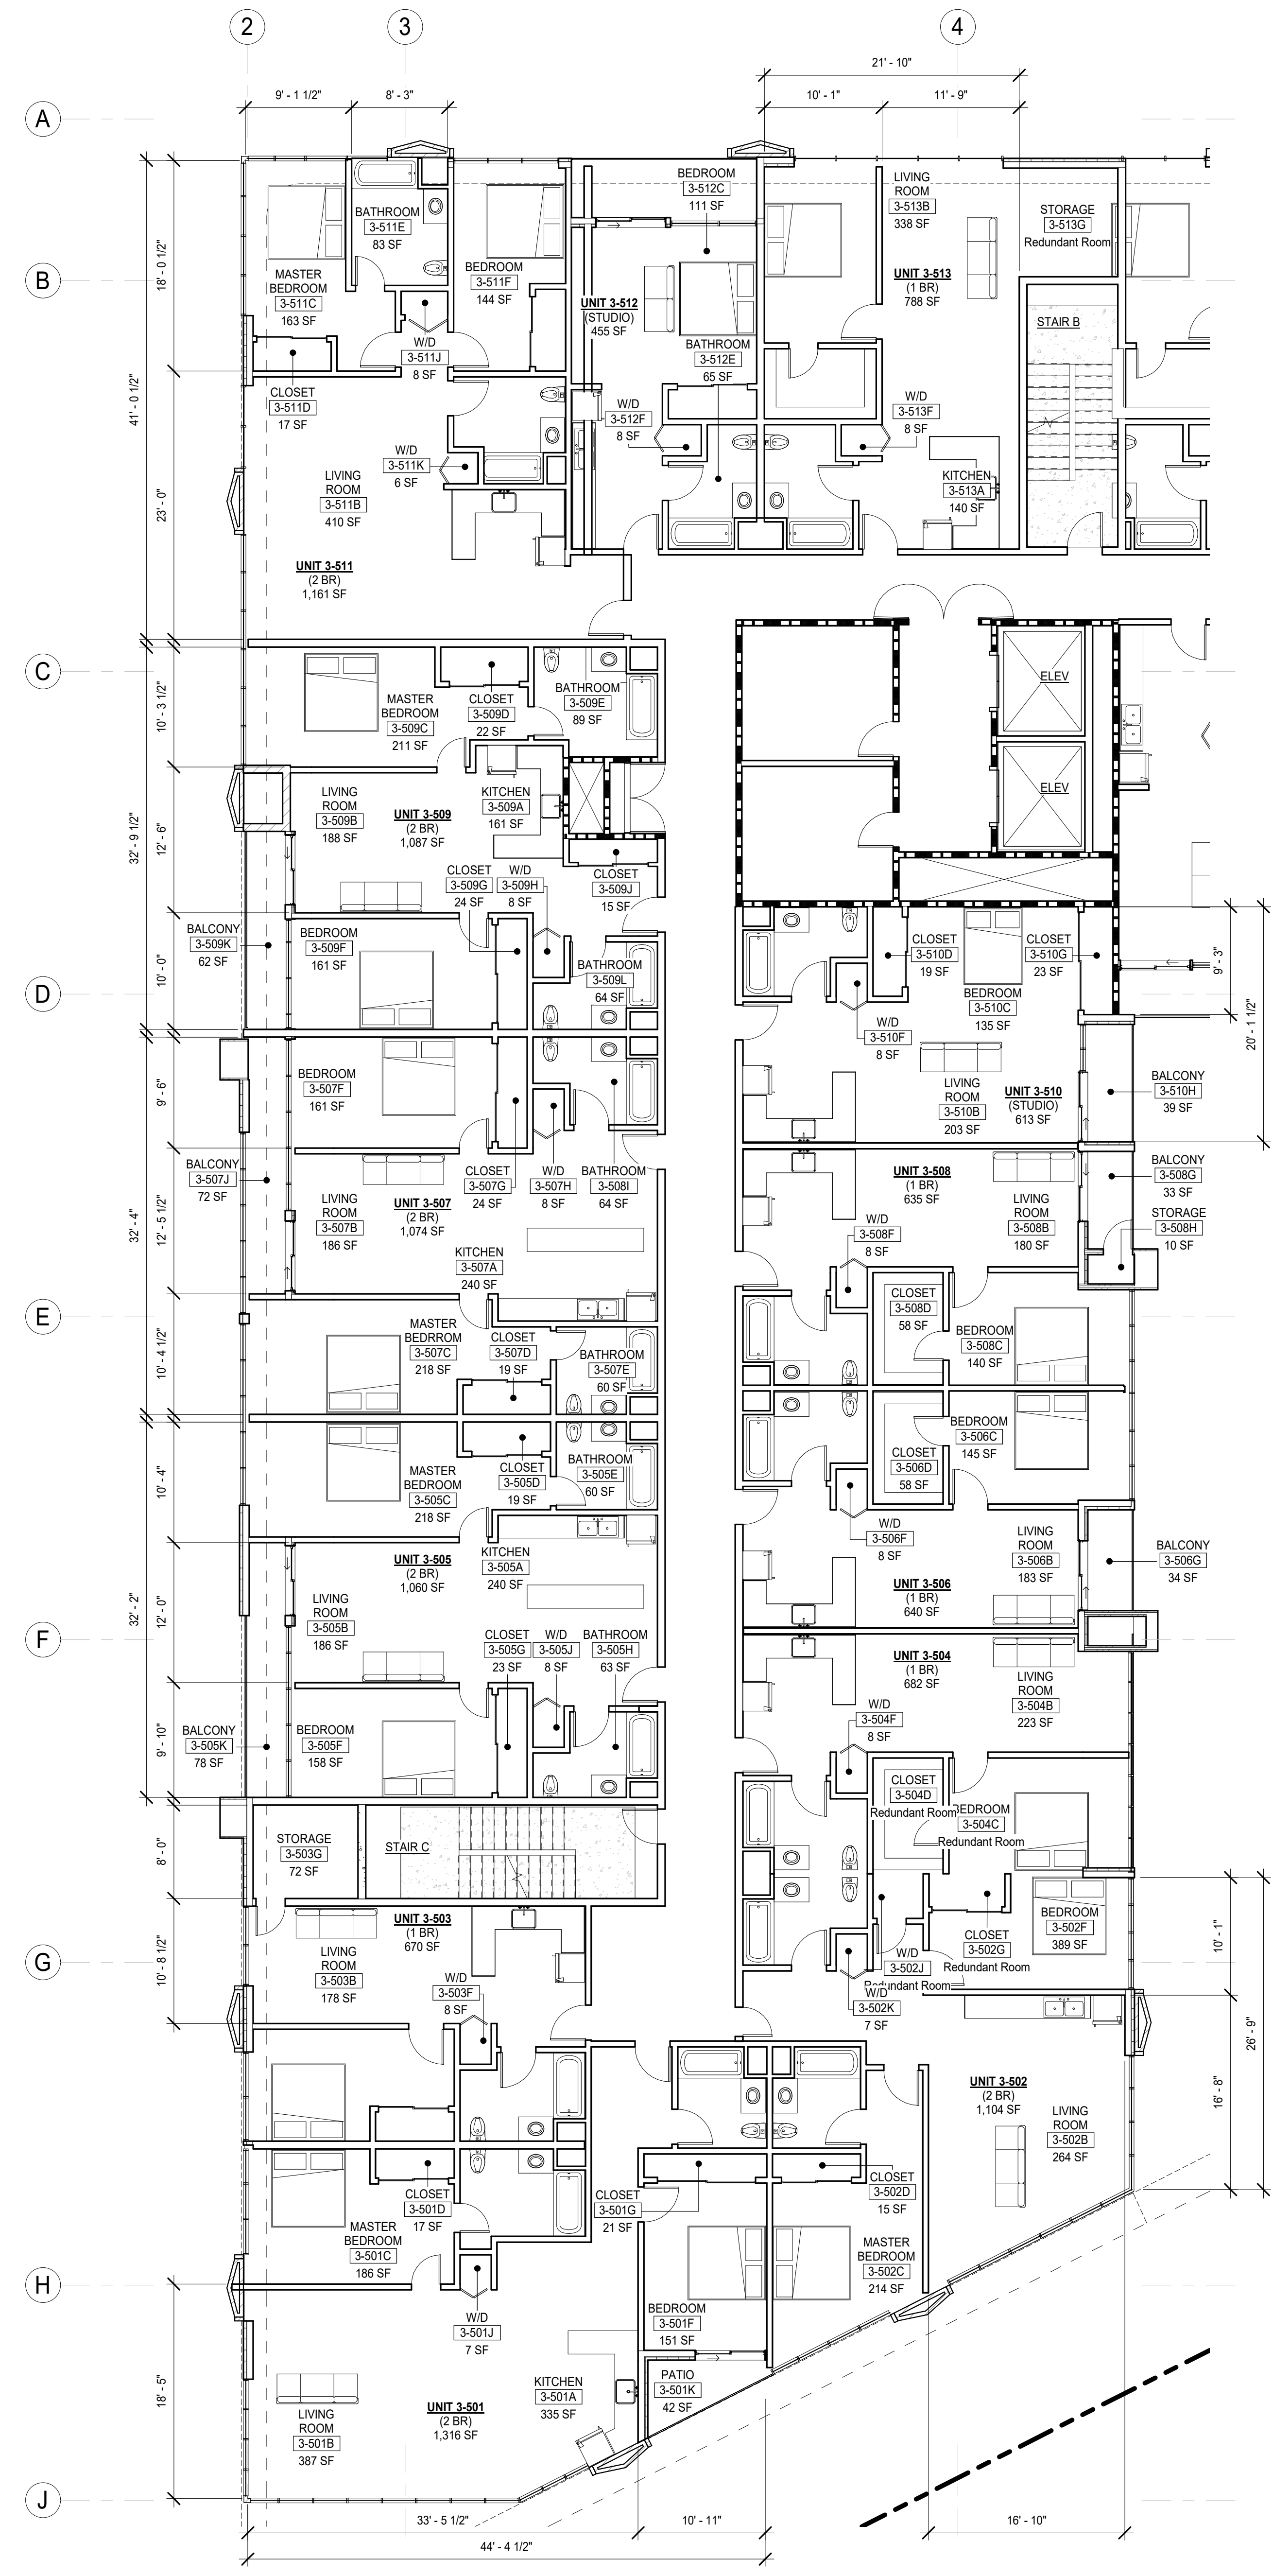 2
3
4
21' - 10"
9' - 1 1/2"
8' - 3"
10' - 1"
11' - 9"
A
B
C
D
E
F
G
H
J
18' - 0 1/2"
41' - 0 1/2"
23' - 0"
10' - 3 1/2"
32' - 9 1/2"
12' - 6"
10' - 0"
9' - 6"
32' - 4"
12' - 5 1/2"
10' - 4 1/2"
10' - 4"
32' - 2"
12' - 0"
9' - 10"
8' - 0"
10' - 8 1/2"
18' - 5"
BATHROOM
3-511E
83 SF
MASTER
BEDROOM
3-511C
163 SF
BEDROOM
3-511F
144 SF
W/D
3-511J
8 SF
CLOSET
3-511D
17 SF
W/D
3-511K
6 SF
LIVING
ROOM
3-511B
410 SF
UNIT 3-511
(2 BR)
1,161 SF
BEDROOM
3-512C
111 SF
UNIT 3-512
(STUDIO)
455 SF
BATHROOM
3-512E
65 SF
W/D
3-512F
8 SF
LIVING
ROOM
3-513B
338 SF
UNIT 3-513
(1 BR)
788 SF
STORAGE
3-513G
Redundant Room
STAIR B
W/D
3-513F
8 SF
KITCHEN
3-513A
140 SF
ELEV
ELEV
MASTER
BEDROOM
3-509C
211 SF
CLOSET
3-509D
22 SF
BATHROOM
3-509E
89 SF
LIVING
ROOM
3-509B
188 SF
UNIT 3-509
(2 BR)
1,087 SF
KITCHEN
3-509A
161 SF
CLOSET
3-509G
24 SF
W/D
3-509H
8 SF
CLOSET
3-509J
15 SF
BALCONY
3-509K
62 SF
BEDROOM
3-509F
161 SF
BATHROOM
3-509L
64 SF
CLOSET
3-510D
19 SF
CLOSET
3-510G
23 SF
BEDROOM
3-510C
135 SF
W/D
3-510F
8 SF
LIVING
ROOM
3-510B
203 SF
UNIT 3-510
(STUDIO)
613 SF
BALCONY
3-510H
39 SF
9' - 3"
20' - 1 1/2"
BEDROOM
3-507F
161 SF
BALCONY
3-507J
72 SF
CLOSET
3-507G
24 SF
W/D
3-507H
8 SF
BATHROOM
3-508I
64 SF
LIVING
ROOM
3-507B
186 SF
UNIT 3-507
(2 BR)
1,074 SF
KITCHEN
3-507A
240 SF
MASTER
BEDRROM
3-507C
218 SF
CLOSET
3-507D
19 SF
BATHROOM
3-507E
60 SF
UNIT 3-508
(1 BR)
635 SF
LIVING
ROOM
3-508B
180 SF
W/D
3-508F
8 SF
BALCONY
3-508G
33 SF
STORAGE
3-508H
10 SF
CLOSET
3-508D
58 SF
BEDROOM
3-508C
140 SF
BEDROOM
3-506C
145 SF
CLOSET
3-506D
58 SF
W/D
3-506F
8 SF
LIVING
ROOM
3-506B
183 SF
UNIT 3-506
(1 BR)
640 SF
BALCONY
3-506G
34 SF
MASTER
BEDROOM
3-505C
218 SF
CLOSET
3-505D
19 SF
BATHROOM
3-505E
60 SF
UNIT 3-505
(2 BR)
1,060 SF
KITCHEN
3-505A
240 SF
LIVING
ROOM
3-505B
186 SF
CLOSET
3-505G
23 SF
W/D
3-505J
8 SF
BATHROOM
3-505H
63 SF
BALCONY
3-505K
78 SF
BEDROOM
3-505F
158 SF
UNIT 3-504
(1 BR)
682 SF
LIVING
ROOM
3-504B
223 SF
W/D
3-504F
8 SF
CLOSET
3-504D
Redundant Room
BEDROOM
3-504C
Redundant Room
STORAGE
3-503G
72 SF
STAIR C
UNIT 3-503
(1 BR)
670 SF
LIVING
ROOM
3-503B
178 SF
W/D
3-503F
8 SF
BEDROOM
3-502F
389 SF
CLOSET
3-502G
Redundant Room
W/D
3-502J
Redundant Room
W/D
3-502K
7 SF
10' - 1"
26' - 9"
16' - 8"
UNIT 3-502
(2 BR)
1,104 SF
LIVING
ROOM
3-502B
264 SF
CLOSET
3-502D
15 SF
MASTER
BEDROOM
3-502C
214 SF
CLOSET
3-501D
17 SF
CLOSET
3-501G
21 SF
MASTER
BEDROOM
3-501C
186 SF
W/D
3-501J
7 SF
BEDROOM
3-501F
151 SF
PATIO
3-501K
42 SF
KITCHEN
3-501A
335 SF
UNIT 3-501
(2 BR)
1,316 SF
LIVING
ROOM
3-501B
387 SF
33' - 5 1/2"
10' - 11"
16' - 10"
44' - 4 1/2"